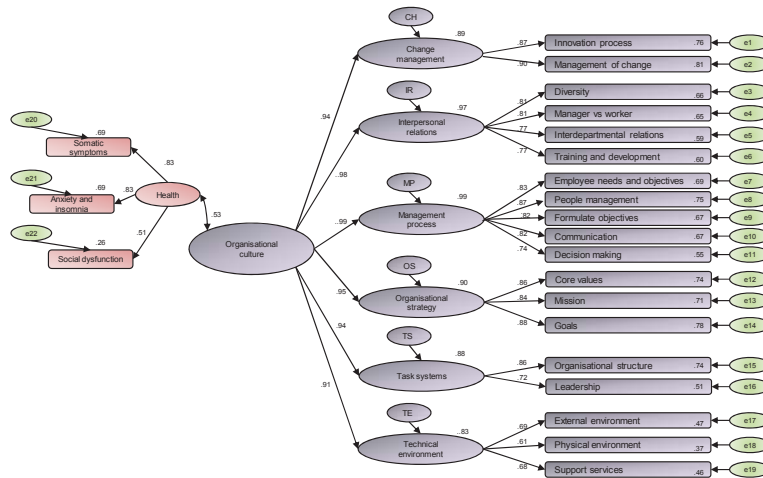 CH
.89
Change
management
.87
Innovation process
.76
e1
.90
Management of change
.81
e2
IR
.97
Interpersonal
relations
.81
Diversity
.66
e3
.81
Manager vs worker
.65
e4
.77
Interdepartmental relations
.59
e5
.77
Training and development
.60
e6
MP
.99
Management
process
.83
Employee needs and objectives
.69
e7
.87
People management
.75
e8
.82
Formulate objectives
.67
e9
.82
Communication
.67
e10
.74
Decision making
.55
e11
OS
.90
Organisational
strategy
.86
Core values
.74
e12
.84
Mission
.71
e13
.88
Goals
.78
e14
TS
.88
Task systems
.86
Organisational structure
.74
e15
.72
Leadership
.51
e16
TE
..83
Technical
environment
.69
External environment
.47
e17
.61
Physical environment
.37
e18
.68
Support services
.46
e19
.94
..98
..99
.95
.94
.91
Organisational
culture
.53
Health
e20
.69
Somatic
symptoms
.83
e21
.69
Anxiety and
insomnia
.83
e22
.26
Social dysfunction
.51